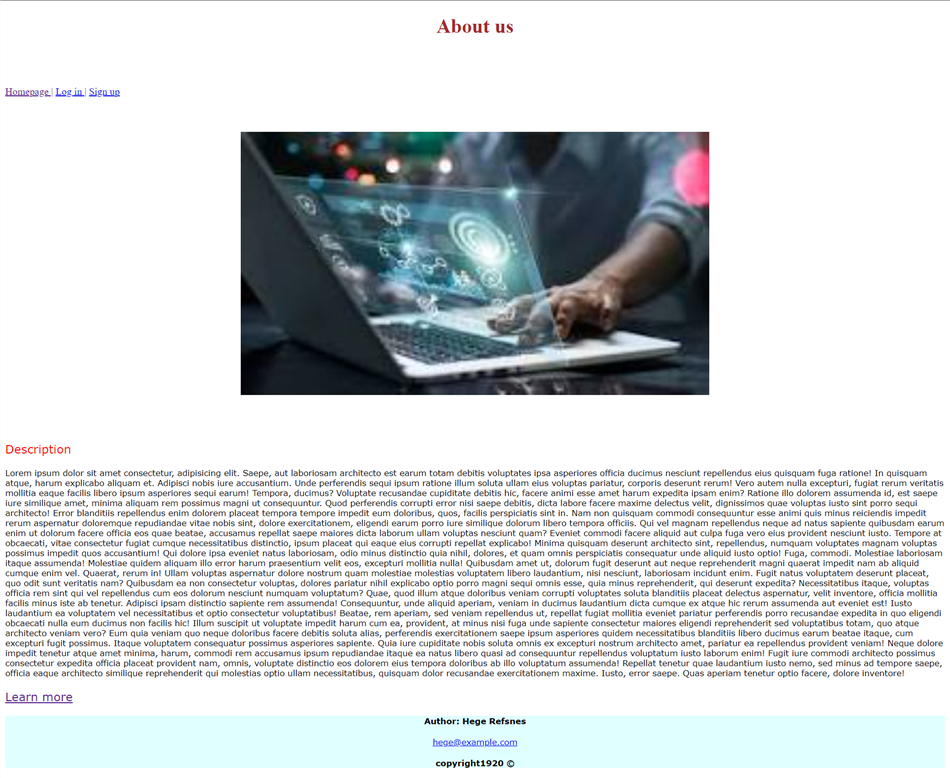 About us
Homepage | Log in | Sign up
Description
Lorem ipsum dolor sit amet consectetur, adipisicing elit. Saepe, aut laboriosam architecto est earum totam debitis voluptates ipsa asperiores officia ducimus nesciunt repellendus eius quisquam fuga ratione! In quisquam
atque, harum explicabo aliquam et. Adipisci nobis iure accusantium. Unde perferendis sequi ipsum ratione illum soluta ullam eius voluptas pariatur, corporis deserunt rerum! Vero autem nulla excepturi, fugiat rerum veritatis
mollitia eaque facilis libero ipsum asperiores sequi earum! Tempora, ducimus? Voluptate recusandae cupiditate debitis hic, facere animi esse amet harum expedita ipsam enim? Ratione illo dolorem assumenda id, est saepe
iure similique amet, minima aliquam rem possimus magni ut consequuntur. Quod perferendis corrupti error nisi saepe debitis, dicta labore facere maxime delectus velit, dignissimos quae voluptas iusto sint porro sequi
architecto! Error blanditiis repellendus enim dolorem placeat tempora tempore impedit eum doloribus, quos, facilis perspiciatis sint in. Nam non quisquam commodi consequuntur esse animi quis minus reiciendis impedit
rerum aspernatur doloremque repudiandae vitae nobis sint, dolore exercitationem, eligendi earum porro iure similique dolorum libero tempora officiis. Qui vel magnam repellendus neque ad natus sapiente quibusdam earum
enim ut dolorum facere officia eos quae beatae, accusamus repellat saepe maiores dicta laborum ullam voluptas nesciunt quam? Eveniet commodi facere aliquid aut culpa fuga vero eius provident nesciunt iusto. Tempore at
obcaecati, vitae consectetur fugiat cumque necessitatibus distinctio, ipsum placeat qui eaque eius corrupti repellat explicabo! Minima quisquam deserunt architecto sint, repellendus, numquam voluptates magnam voluptas
possimus impedit quos accusantium! Qui dolore ipsa eveniet natus laboriosam, odio minus distinctio quia nihil, dolores, et quam omnis perspiciatis consequatur unde aliquid iusto optio! Fuga, commodi. Molestiae laboriosam
itaque assumenda! Molestiae quidem aliquam illo error harum praesentium velit eos, excepturi mollitia nulla! Quibusdam amet ut, dolorum fugit deserunt aut neque reprehenderit magni quaerat impedit nam ab aliquid
cumque enim vel. Quaerat, rerum in! Ullam voluptas aspernatur dolore nostrum quam molestiae molestias voluptatem libero laudantium, nisi nesciunt, laboriosam incidunt enim. Fugit natus voluptatem deserunt placeat,
quo odit sunt veritatis nam? Quibusdam ea non consectetur voluptas, dolores pariatur nihil explicabo optio porro magni sequi omnis esse, quia minus reprehenderit, qui deserunt expedita? Necessitatibus itaque, voluptas
officia rem sint qui vel repellendus cum eos dolorum nesciunt numquam voluptatum? Quae, quod illum atque doloribus veniam corrupti voluptates soluta blanditiis placeat delectus aspernatur, velit inventore, officia mollitia
facilis minus iste ab tenetur. Adipisci ipsam distinctio sapiente rem assumenda! Consequuntur, unde aliquid aperiam, veniam in ducimus laudantium dicta cumque ex atque hic rerum assumenda aut eveniet est! Iusto
laudantium ea voluptatem vel necessitatibus et optio consectetur voluptatibus! Beatae, rem aperiam, sed veniam repellendus ut, repellat fugiat mollitia eveniet pariatur perferendis porro recusandae expedita in quo eligendi
obcaecati nulla eum ducimus non facilis hic! Illum suscipit ut voluptate impedit harum cum ea, provident, at minus nisi fuga unde sapiente consectetur maiores eligendi reprehenderit sed voluptatibus totam, quo atque
architecto veniam vero? Eum quia veniam quo neque doloribus facere debitis soluta alias, perferendis exercitationem saepe ipsum asperiores quidem necessitatibus blanditiis libero ducimus earum beatae itaque, cum
excepturi fugit possimus. Itaque voluptatem consequatur possimus asperiores sapiente. Quia iure cupiditate nobis soluta omnis ex excepturi nostrum architecto amet, pariatur ea repellendus provident veniam! Neque dolore
impedit tenetur atque amet minima, harum, commodi rem accusamus ipsum repudiandae itaque ea natus libero quasi ad consequuntur repellendus voluptatum iusto laborum enim! Fugit iure commodi architecto possimus
consectetur expedita officia placeat provident nam, omnis, voluptate distinctio eos dolorem eius tempora doloribus ab illo voluptatum assumenda! Repellat tenetur quae laudantium iusto nemo, sed minus ad tempore saepe,
officia eaque architecto similique reprehenderit qui molestias optio ullam necessitatibus, quisquam dolor recusandae exercitationem maxime. Iusto, error saepe. Quas aperiam tenetur optio facere, dolore inventore!
Learn more
Author: Hege Refsnes
hege@example.com
copyright1920 ©